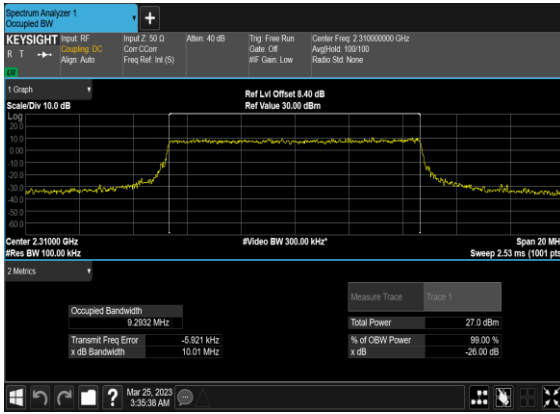 Spectrum Analyzer 1
Occupied BW
KEYSIGHT Input: RF Input Z: 50 Ω Atten: 40 dB Trig: Free Run Center Freq: 2.310000000 GHz
R T Coupling: DC Corr CCorr Gate: Off Avg|Hold: 100/100
Align: Auto Freq Ref: Int (S) #IF Gain: Low Radio Std: None
1 Graph
Scale/Div 10.0 dB
Ref Lvl Offset 8.40 dB
Ref Value 30.00 dBm
Log
20.0
10.0
0.00
-10.0
-20.0
-30.0
-40.0
-50.0
-60.0
Center 2.31000 GHz #Video BW 300.00 kHz* Span 20 MH
#Res BW 100.00 kHz Sweep 2.53 ms (1001 pts
2 Metrics
Measure Trace Trace 1
Occupied Bandwidth
9.2932 MHz
Total Power 27.0 dBm
Transmit Freq Error -5.921 kHz % of OBW Power 99.00 %
x dB Bandwidth 10.01 MHz x dB -26.00 dB
?
Mar 25, 2023
3:35:38 AM